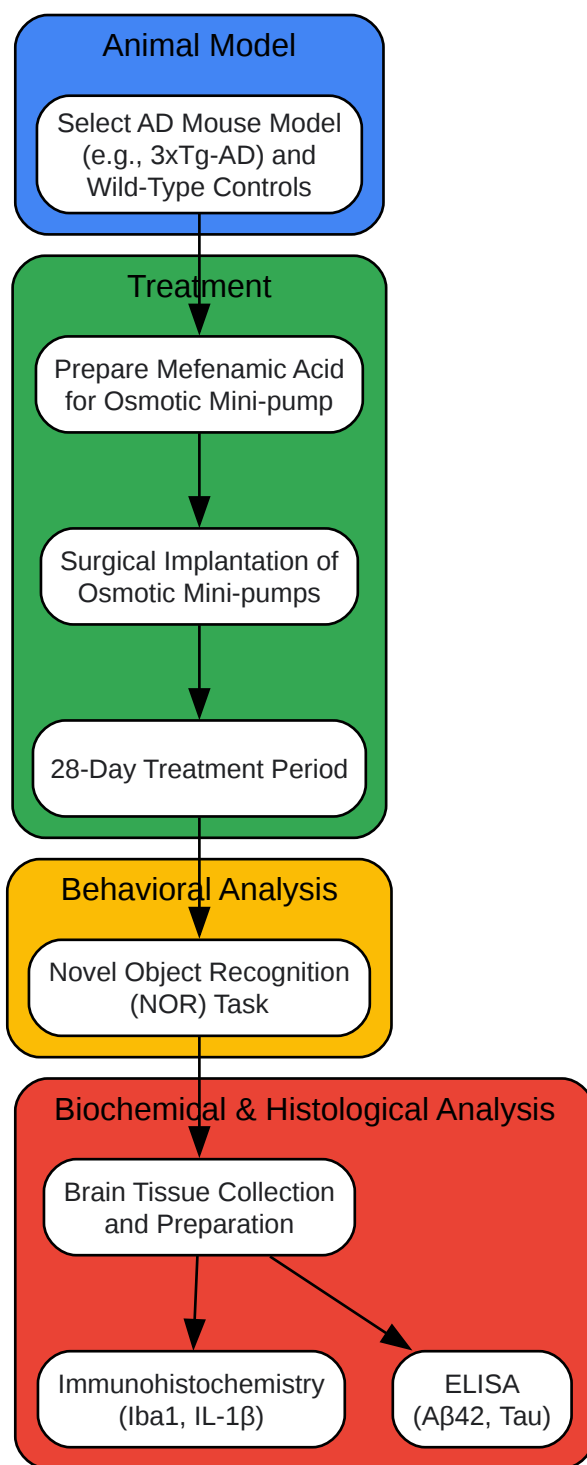 Animal Model
Select AD Mouse Model
(e.g., 3xTg-AD) and
Wild-Type Controls
Treatment
Prepare Mefenamic Acid
for Osmotic Mini-pump
Surgical Implantation of
Osmotic Mini-pumps
28-Day Treatment Period
Behavioral Analysis
Novel Object Recognition
(NOR) Task
Biochemical & Histological Analysis
Brain Tissue Collection
and Preparation
Immunohistochemistry
(Iba1, IL-1β)
ELISA
(Aβ42, Tau)